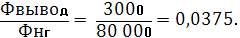 Фвывод / Фнг = 3000 / 80 000 = 0,0375.